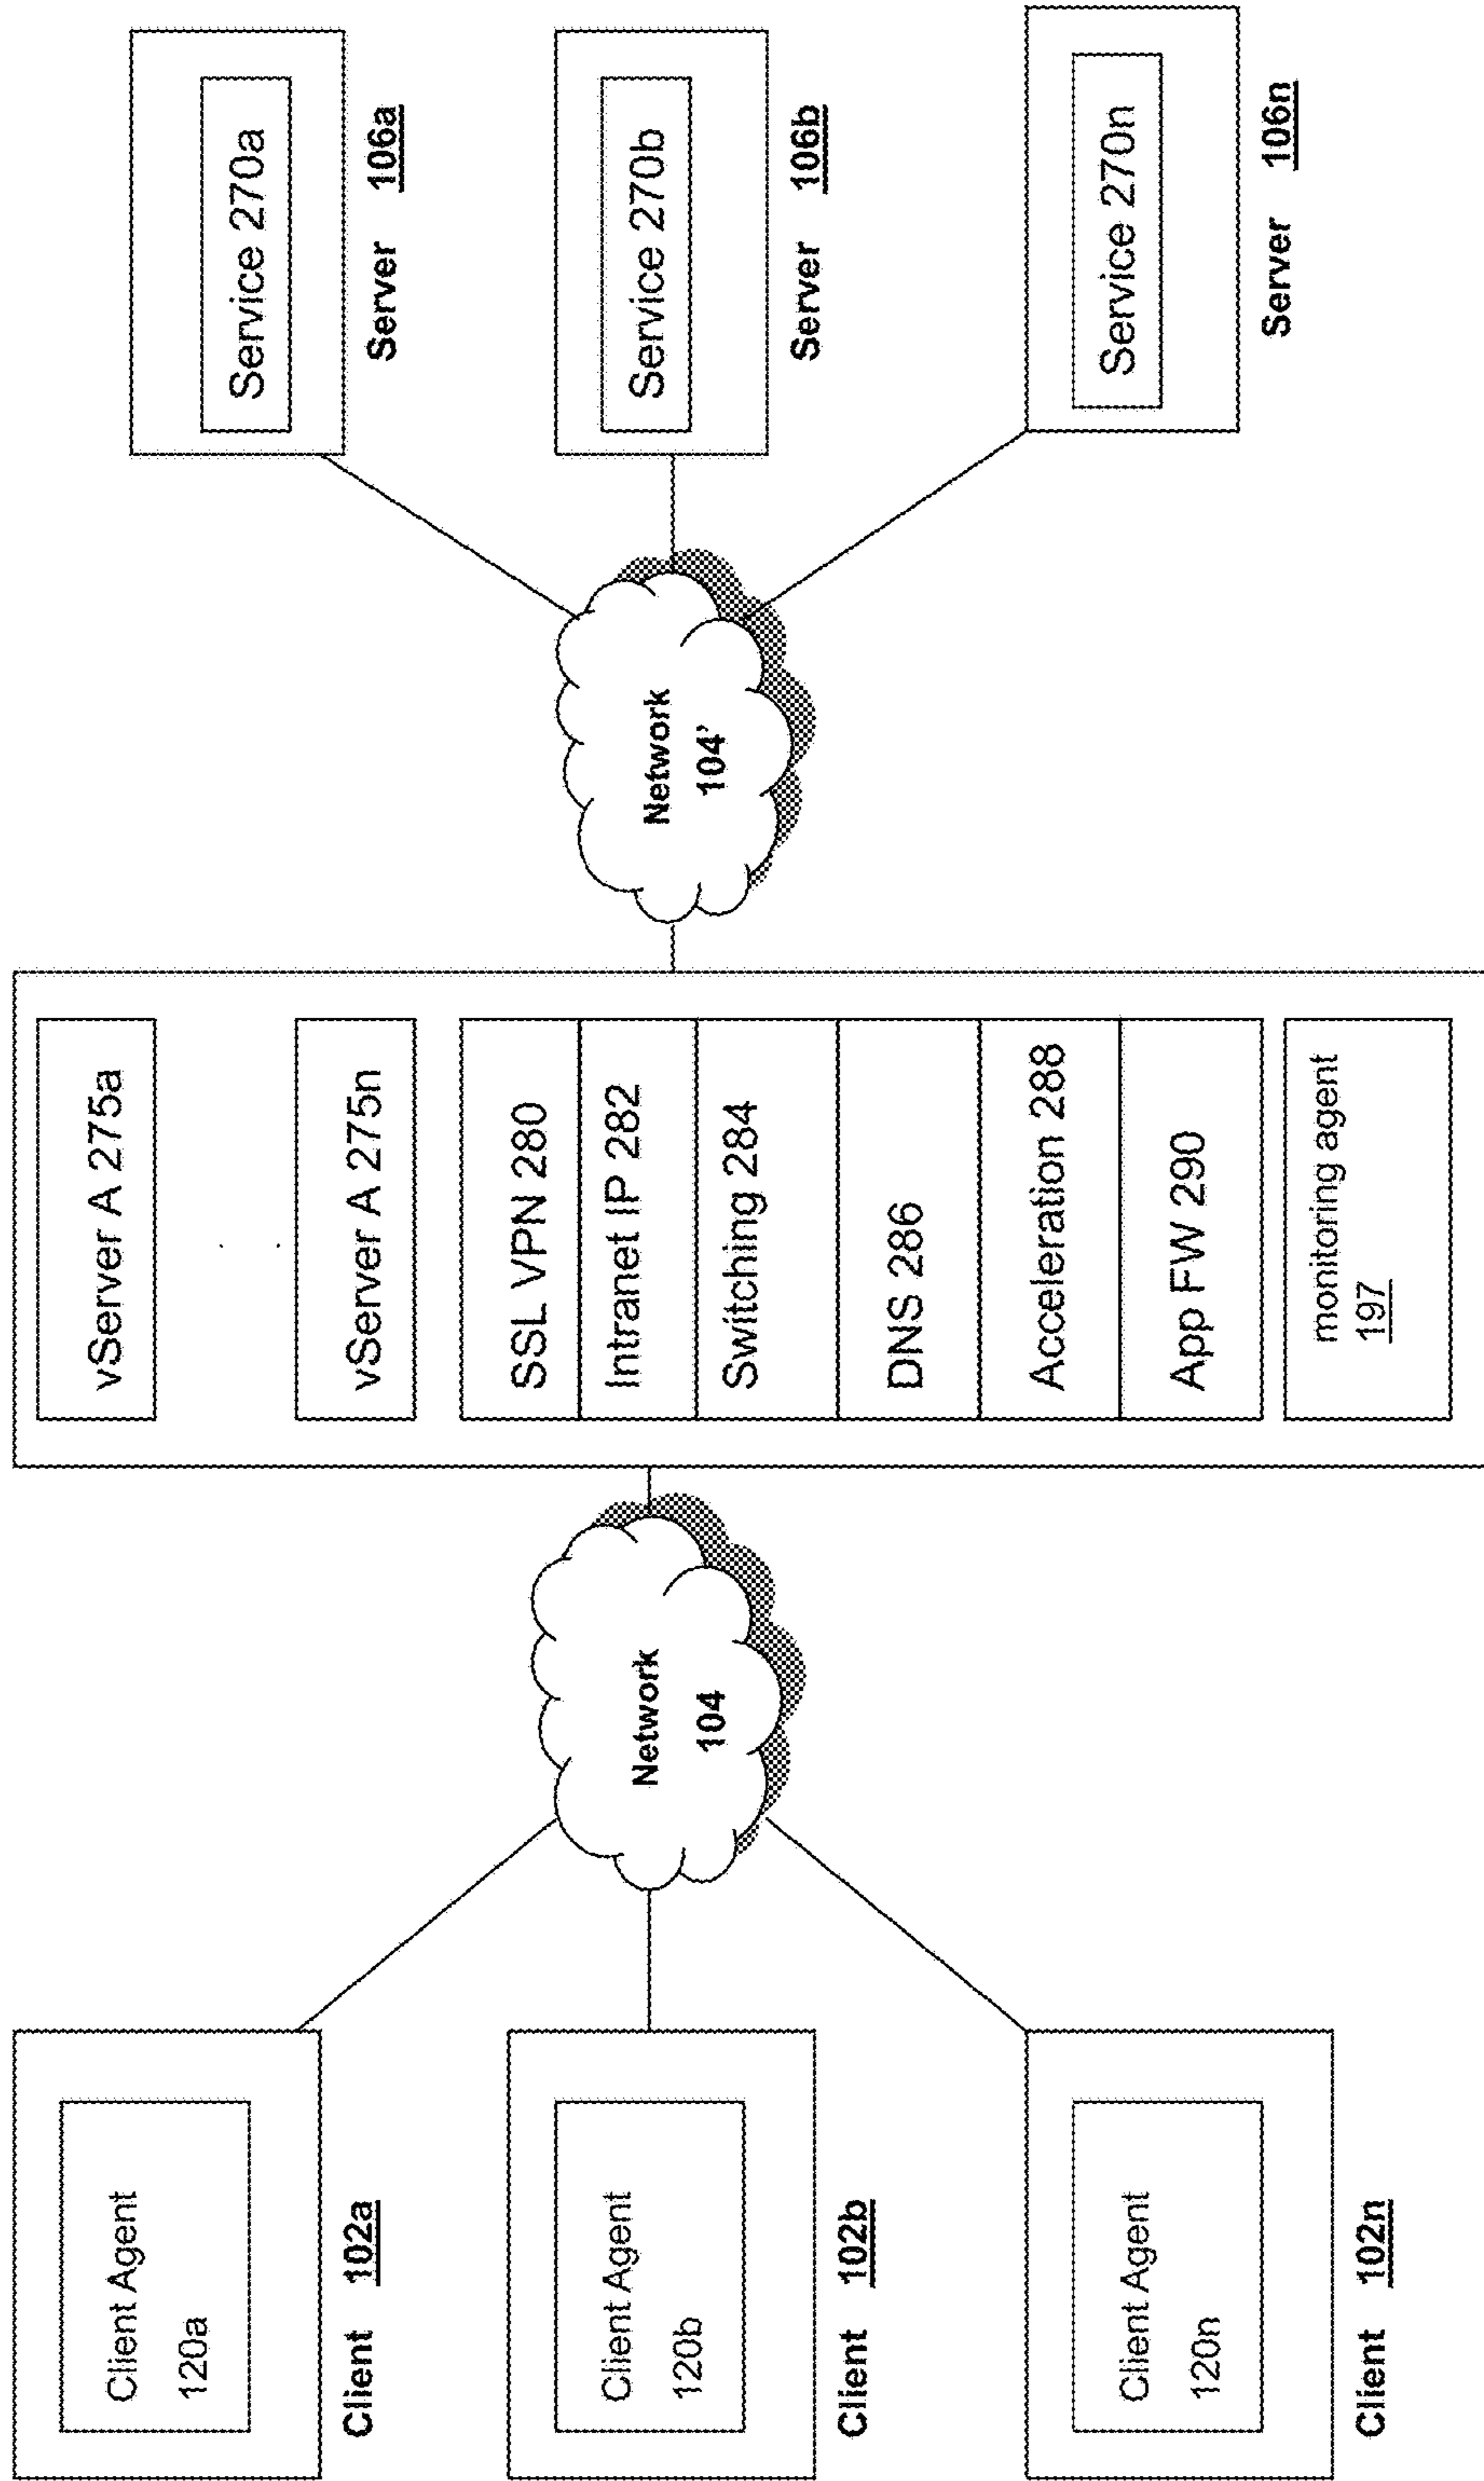 Client Agent
120a
Client 102a
Client Agent
120b
Client 102b
Client Agent
120n
Client 102n
Network
104
vServer A 275a
vServer A 275n
SSL VPN 280
Intranet IP 282
Switching 284
DNS 286
Acceleration 288
App FW 290
monitoring agent
197
Network
104'
Service 270a
Server 106a
Service 270b
Server 106b
Service 270n
Server 106n